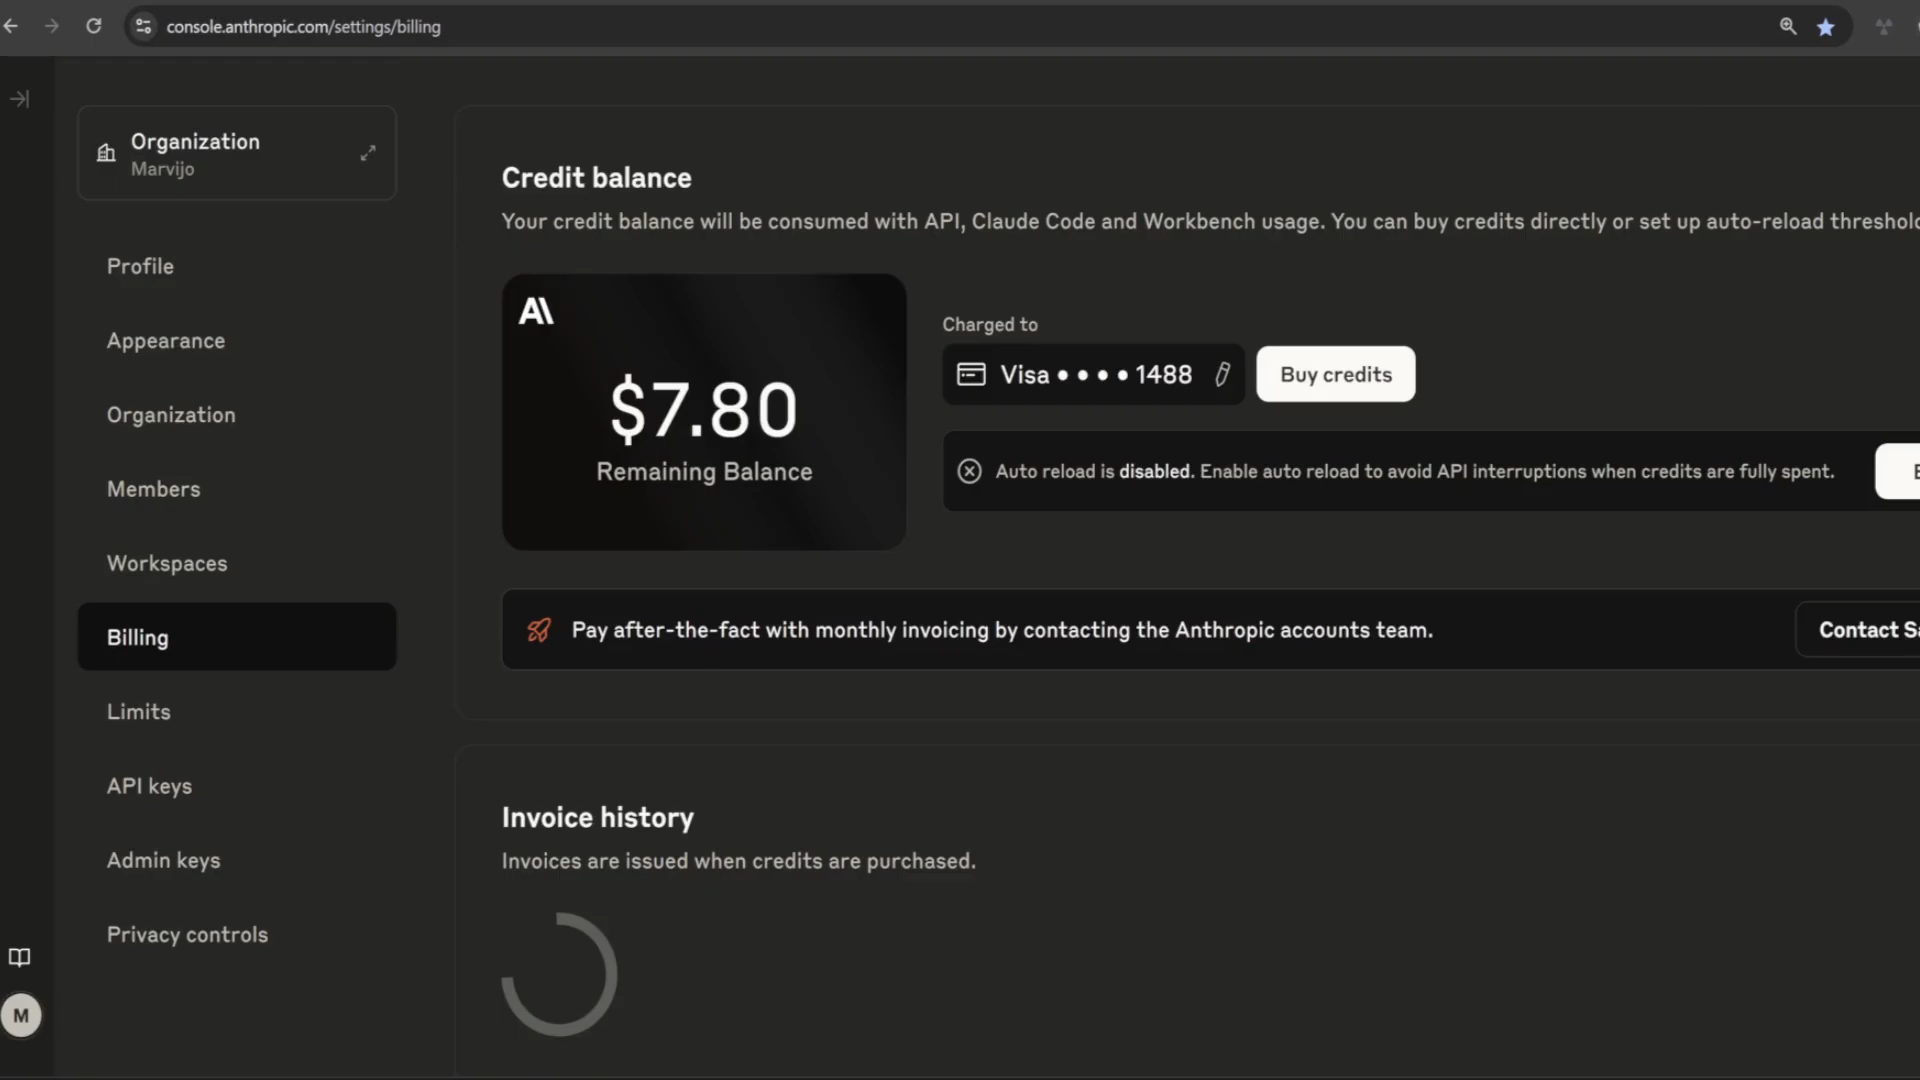 console.anthropic.com/settings/billing
Organization
Marvijo
Profile
Appearance
Organization
Members
Workspaces
Billing
Limits
API keys
Admin keys
Privacy controls
M
Credit balance
Your credit balance will be consumed with API, Claude Code and Workbench usage. You can buy credits directly or set up auto-reload threshold
A\
$7.80
Remaining Balance
Charged to
Visa • • • • 1488
Buy credits
Auto reload is disabled. Enable auto reload to avoid API interruptions when credits are fully spent.
Pay after-the-fact with monthly invoicing by contacting the Anthropic accounts team.
Contact Sa
Invoice history
Invoices are issued when credits are purchased.